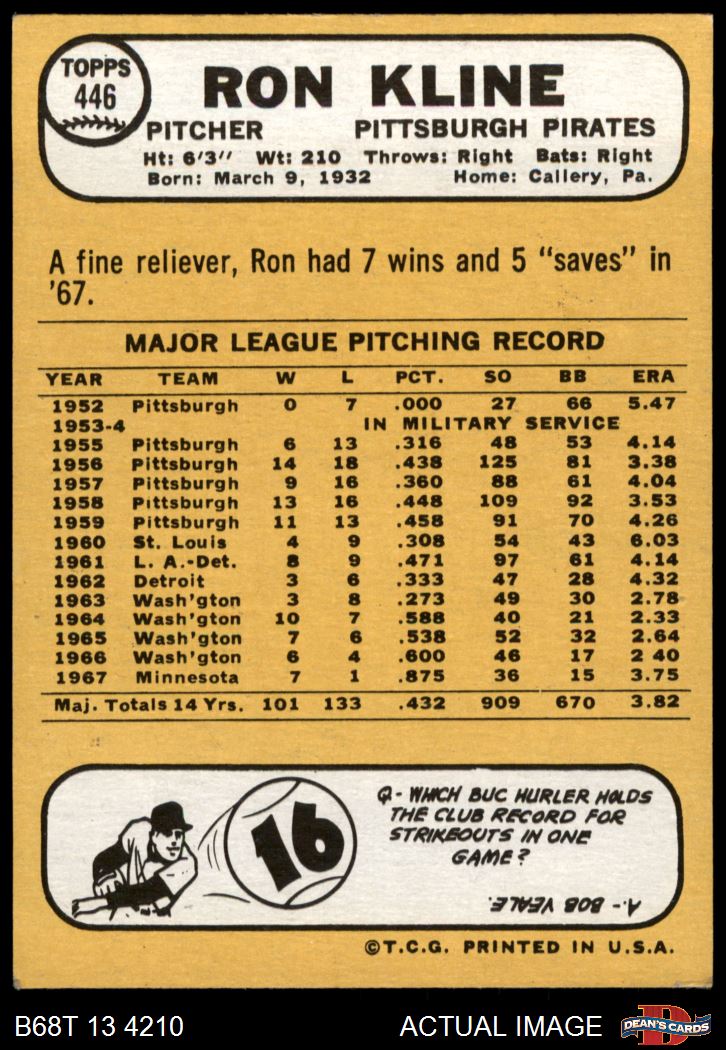 TOPPS
446
RON KLINE
PITCHER PITTSBURGH PIRATES
Ht: 6'3" Wt: 210 Throws: Right Bats: Right
Born: March 9, 1932 Home: Callery, Pa.
A fine reliever, Ron had 7 wins and 5 "saves" in
'67.
MAJOR LEAGUE PITCHING RECORD
YEAR TEAM W L PCT. SO BB ERA
1952 Pittsburgh 0 7 .000 27 66 5.47
1953-4 IN MILITARY SERVICE
1955 Pittsburgh 6 13 .316 48 53 4.14
1956 Pittsburgh 14 18 .438 125 81 3.38
1957 Pittsburgh 9 16 .360 88 61 4.04
1958 Pittsburgh 13 16 .448 109 92 3.53
1959 Pittsburgh 11 13 .458 91 70 4.26
1960 St. Louis 4 9 .308 54 43 6.03
1961 L. A.-Det. 8 9 .471 97 61 4.14
1962 Detroit 3 6 .333 47 28 4.32
1963 Wash'gton 3 8 .273 49 30 2.78
1964 Wash'gton 10 7 .588 40 21 2.33
1965 Wash'gton 7 6 .538 52 32 2.64
1966 Wash'gton 6 4 .600 46 17 2 40
1967 Minnesota 7 1 .875 36 15 3.75
Maj. Totals 14 Yrs. 101 133 .432 909 670 3.82
16
Q- WHICH BUC HURLER HOLDS
THE CLUB RECORD FOR
STRIKEOUTS IN ONE
GAME?
A.- BOB VEALE.
©T.C.G. PRINTED IN U.S.A.
B68T 13 4210 ACTUAL IMAGE
D
DEAN'S CARDS